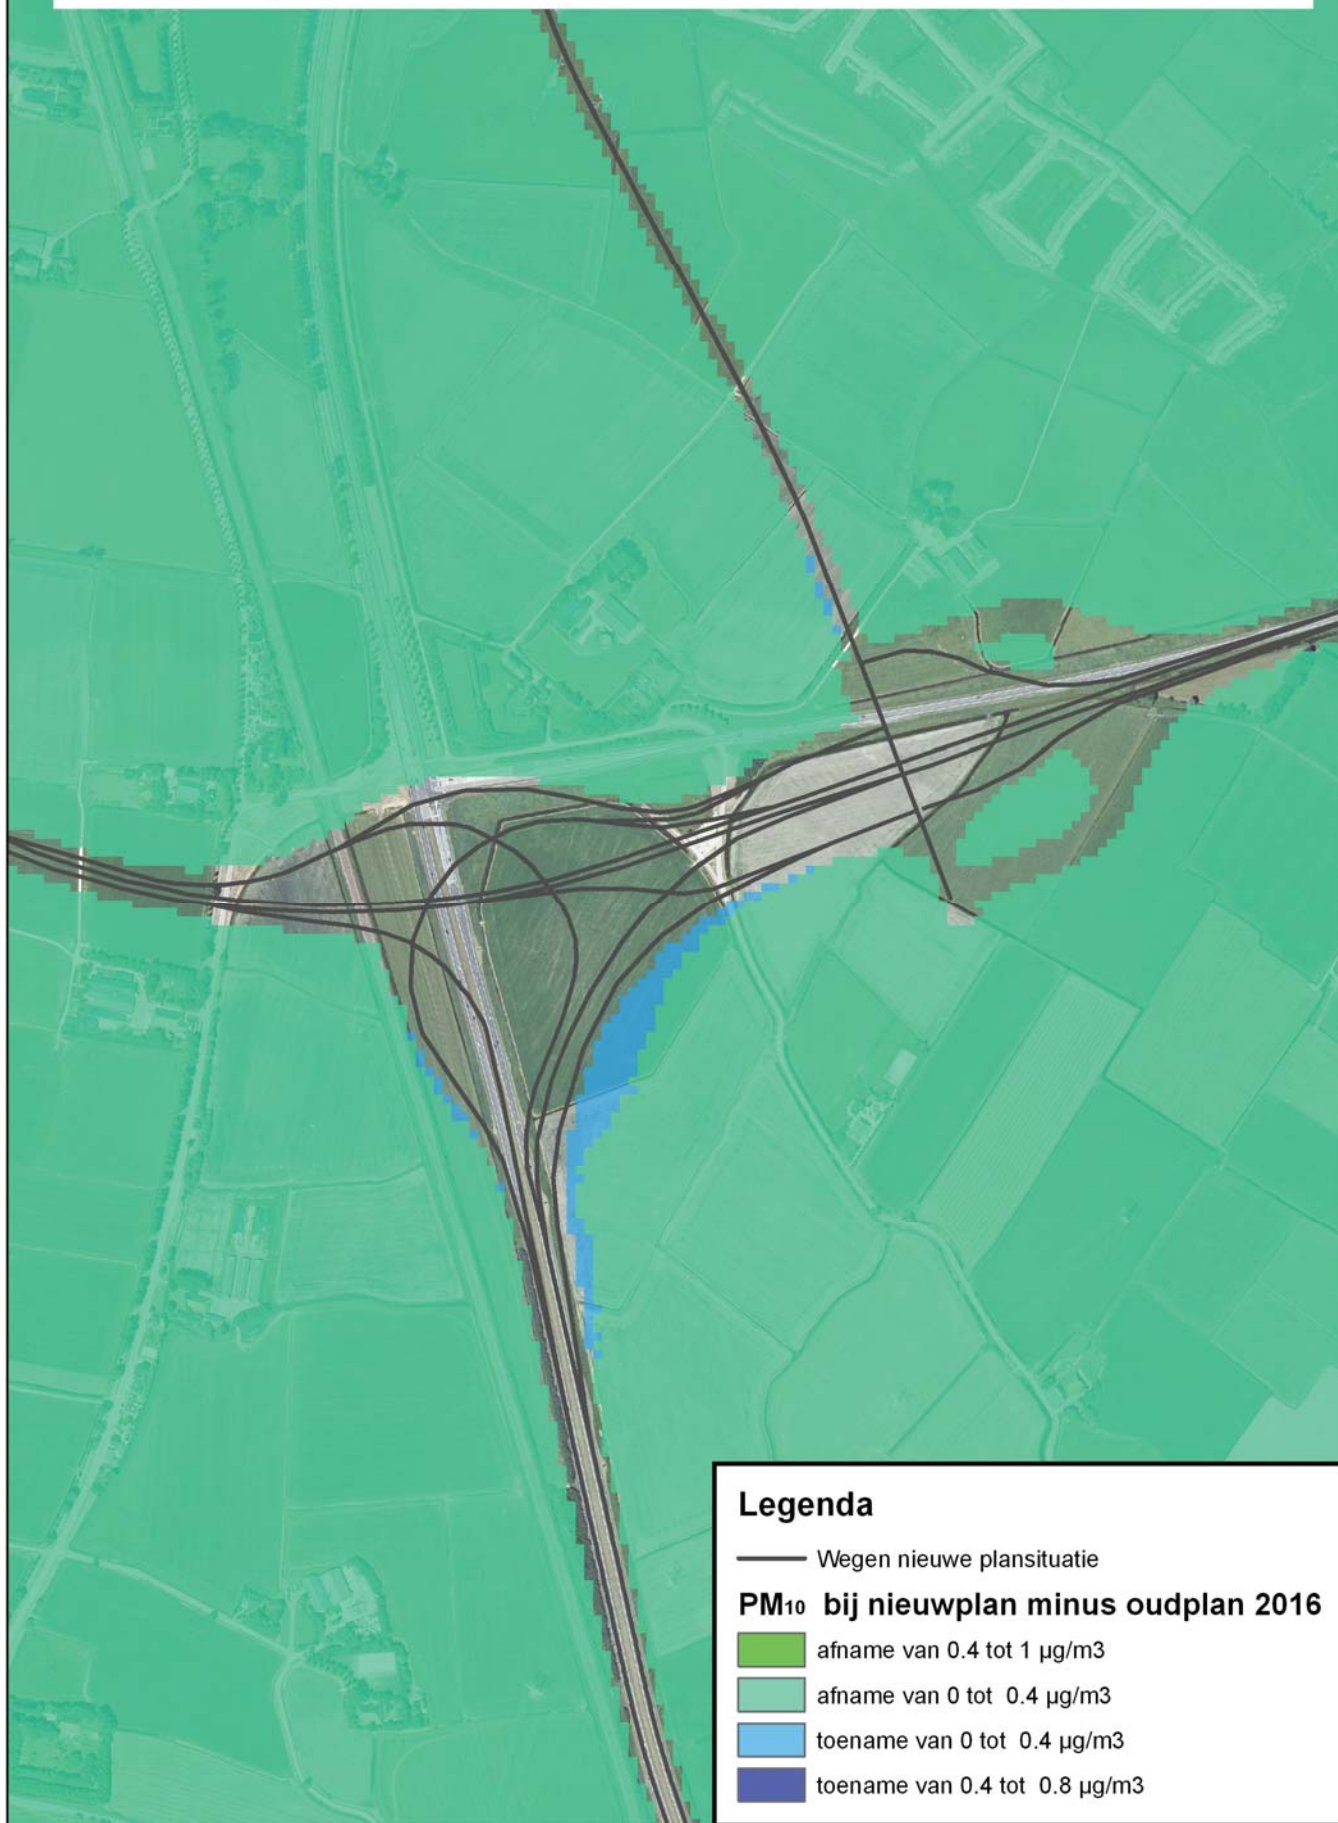 Legenda
Wegen nieuwe plansituatie
PM10 bij nieuwplan minus oudplan 2016
afname van 0.4 tot 1 µg/m3
afname van 0 tot 0.4 µg/m3
toename van 0 tot 0.4 µg/m3
toename van 0.4 tot 0.8 µg/m3